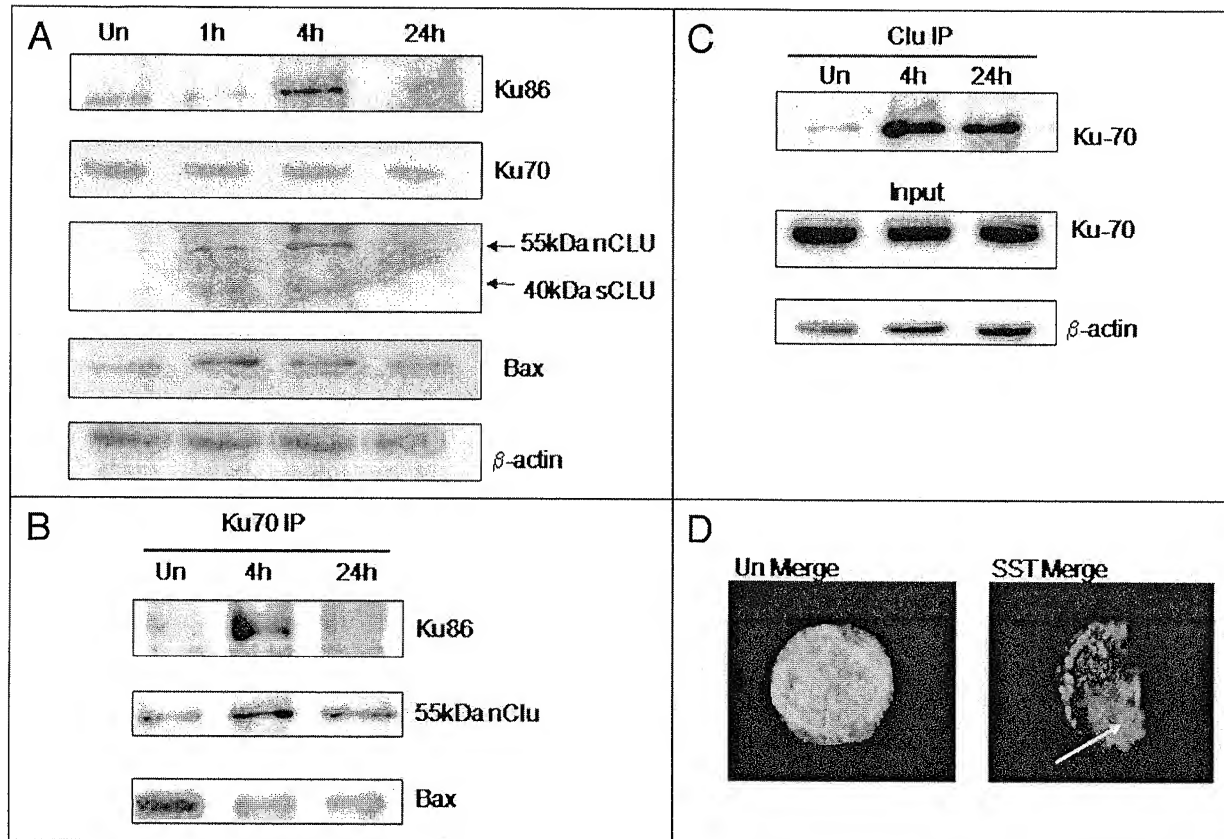 A
Un 1h 4h 24h
Ku86
Ku70
55kDa nCLU
40kDa sCLU
Bax
β-actin
B
Ku70 IP
Un 4h 24h
Ku86
55kDa nClu
Bax
C
Clu IP
Un 4h 24h
Ku-70
Input
Ku-70
β-actin
D
Un Merge
SST Merge